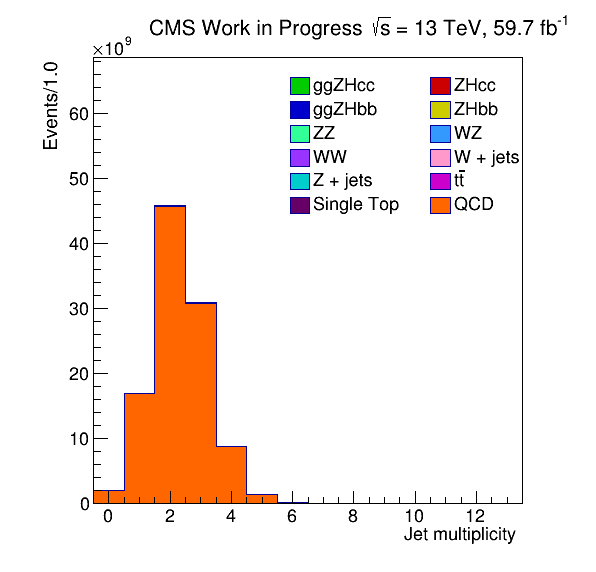 CMS Work in Progress √s = 13 TeV, 59.7 fb⁻¹
×10⁹
Events/1.0
ggZHcc ZHcc
ggZHbb ZHbb
ZZ WZ
WW W + jets
Z + jets tt̄
Single Top QCD
60
50
40
30
20
10
0
0 2 4 6 8 10 12
Jet multiplicity